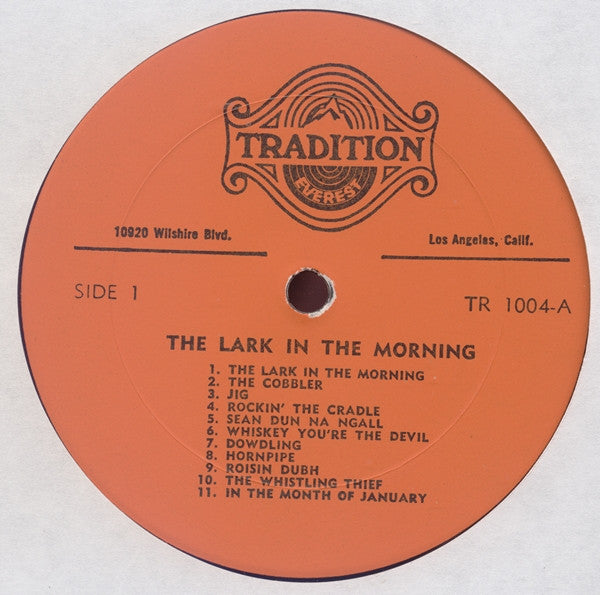 TRADITION
EVEREST
10920 Wilshire Blvd.
Los Angeles, Calif.
SIDE 1
TR 1004-A
THE LARK IN THE MORNING
1. THE LARK IN THE MORNING
2. THE COBBLER
3. JIG
4. ROCKIN' THE CRADLE
5. SEAN DUN NA NGALL
6. WHISKEY YOU'RE THE DEVIL
7. DOWDLING
8. HORNPIPE
9. ROISIN DUBH
10. THE WHISTLING THIEF
11. IN THE MONTH OF JANUARY